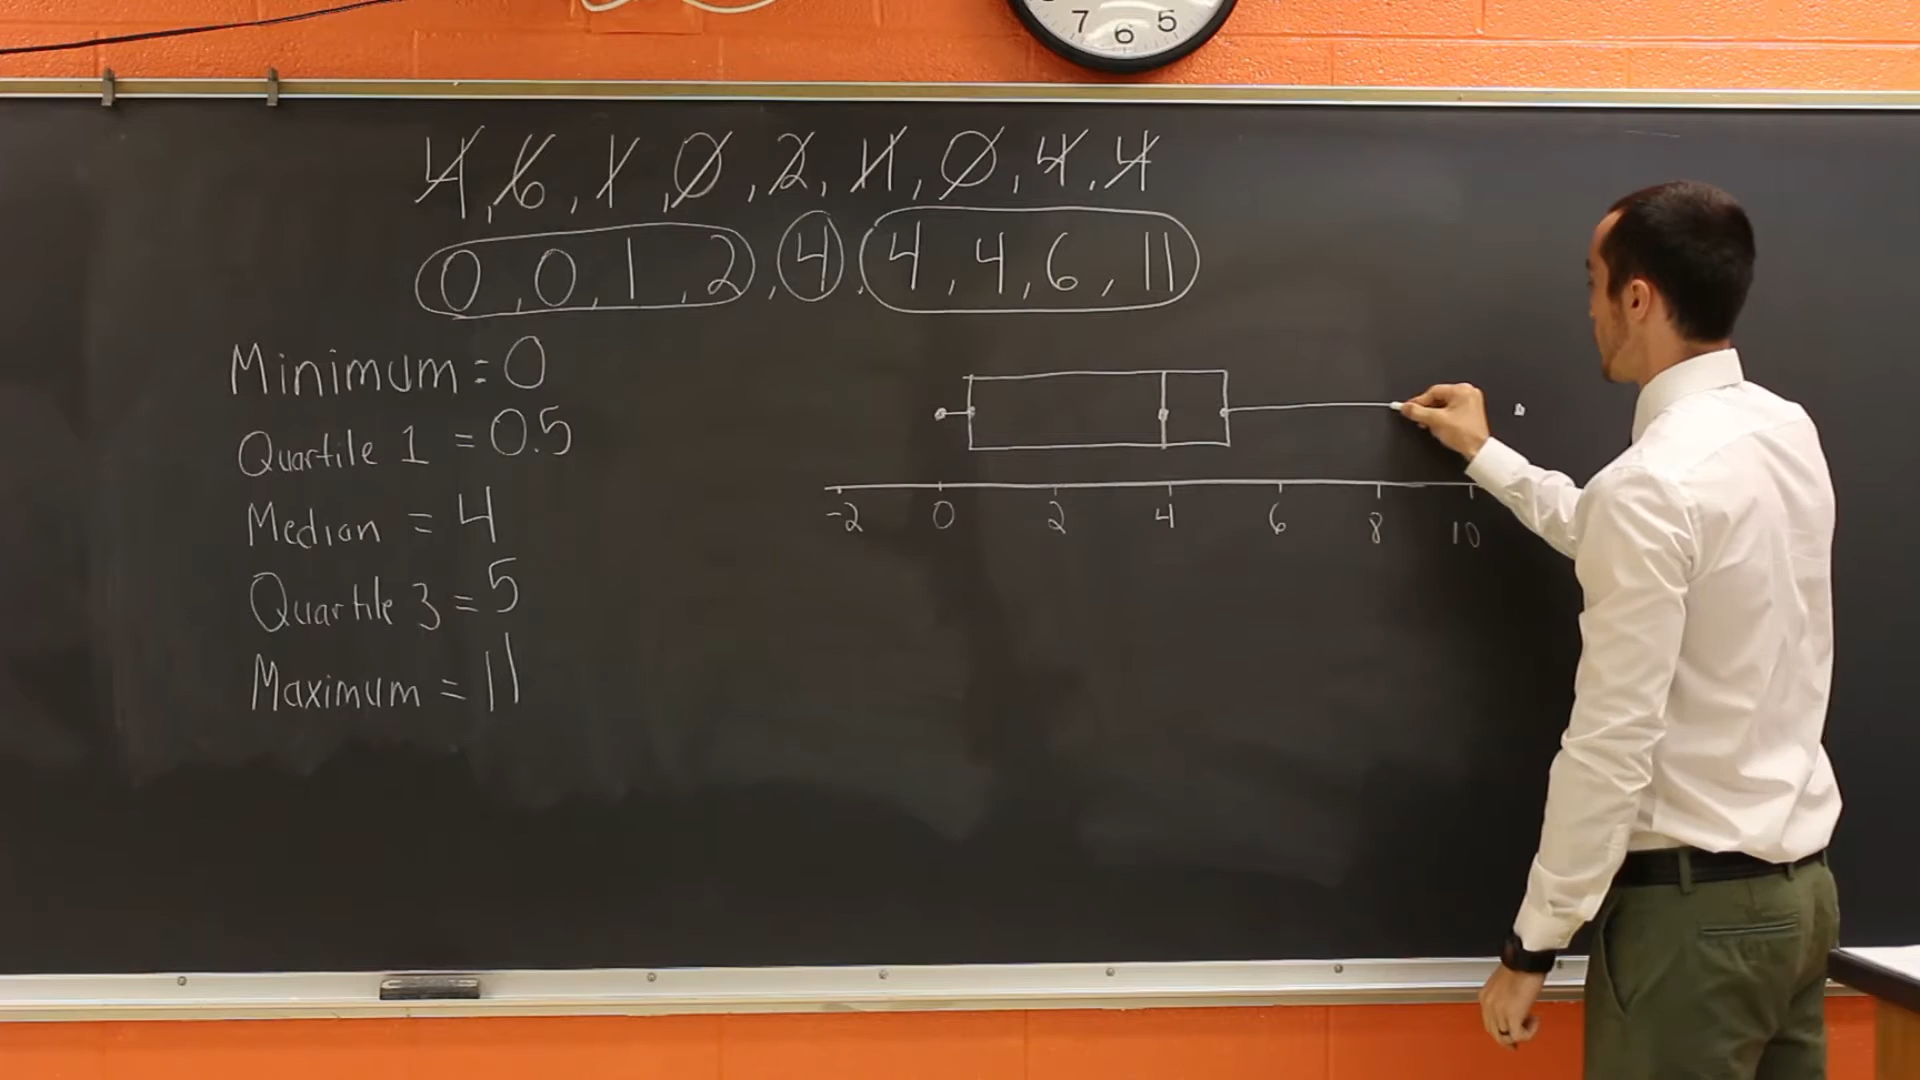 7 6 5
4, 6, 1, 0, 2, 11, 0, 4, 4
0, 0, 1, 2, 4, 4, 4, 6, 11
Minimum = 0
Quartile 1 = 0.5
Median = 4
Quartile 3 = 5
Maximum = 11
-2 0 2 4 6 8 10